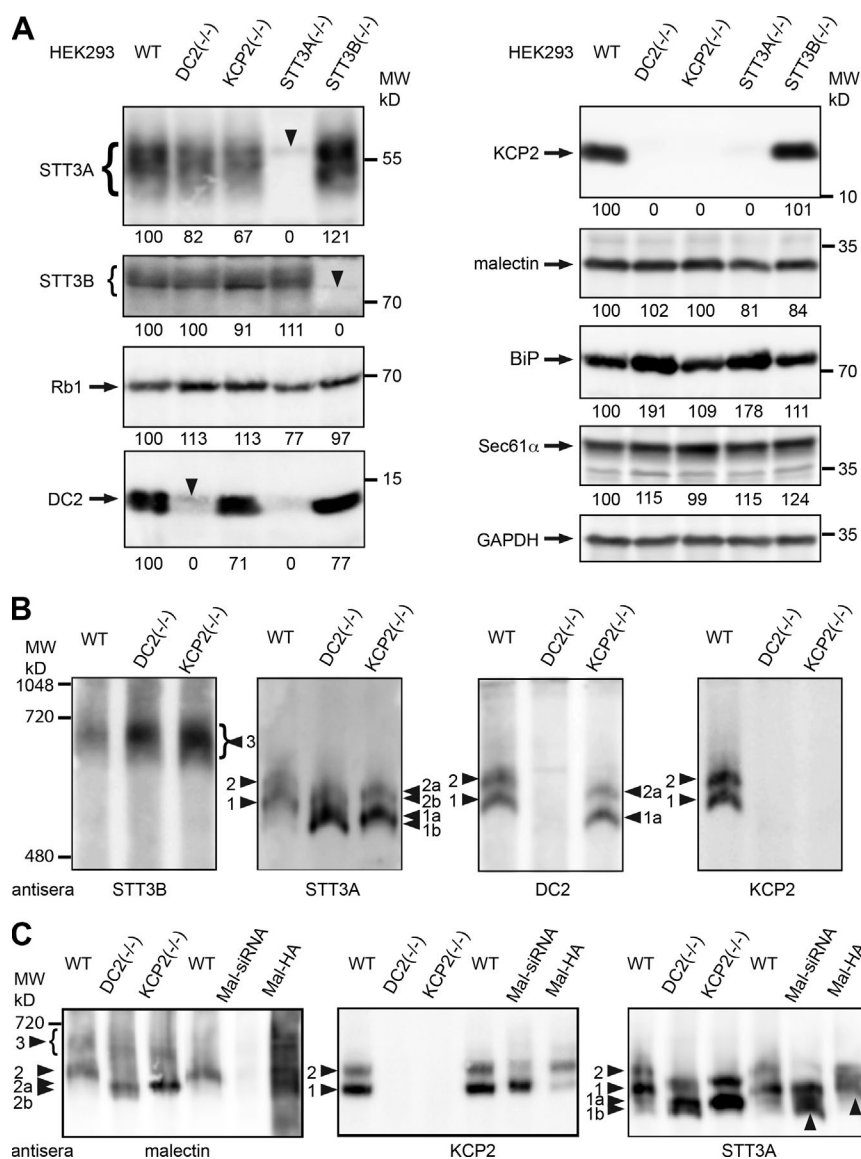 A
HEK293 WT DC2(-/-) KCP2(-/-) STT3A(-/-) STT3B(-/-) MW kD
STT3A 55
100 82 67 0 121
STT3B 70
100 100 91 111 0
Rb1 70
100 113 113 77 97
DC2 15
100 0 71 0 77
HEK293 WT DC2(-/-) KCP2(-/-) STT3A(-/-) STT3B(-/-) MW kD
KCP2 10
100 0 0 0 101
malectin 35
100 102 100 81 84
BiP 70
100 191 109 178 111
Sec61α 35
100 115 99 115 124
GAPDH 35
B
MW kD WT DC2(-/-) KCP2(-/-)
1048
720
3
480
antisera STT3B
WT DC2(-/-) KCP2(-/-)
2 2a
2b
1 1a
1b
STT3A
WT DC2(-/-) KCP2(-/-)
2 2a
1 1a
DC2
WT DC2(-/-) KCP2(-/-)
2
1
KCP2
C
MW kD WT DC2(-/-) KCP2(-/-) WT Mal-siRNA Mal-HA
720
3
2
2a
2b
antisera malectin
WT DC2(-/-) KCP2(-/-) WT Mal-siRNA Mal-HA
2
1
KCP2
WT DC2(-/-) KCP2(-/-) WT Mal-siRNA Mal-HA
2
1
1a
1b
STT3A